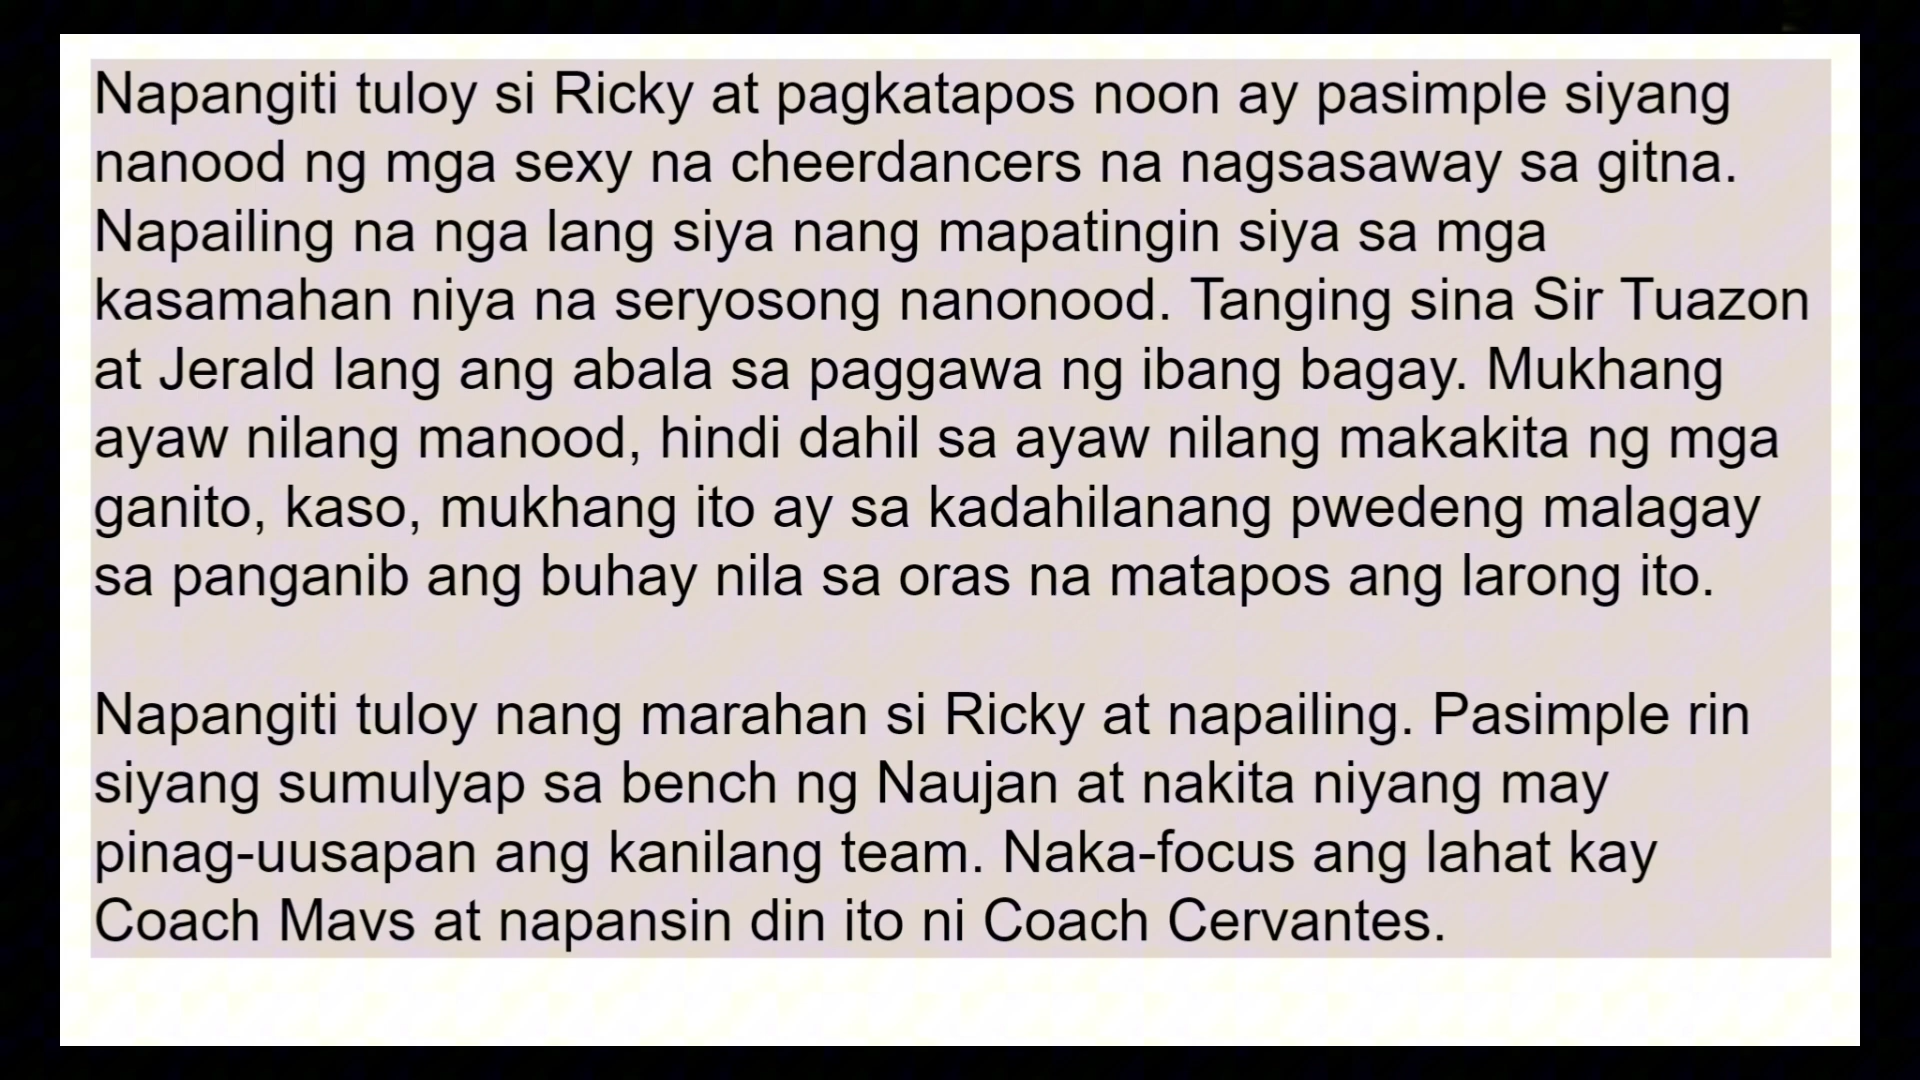 Napangiti tuloy si Ricky at pagkatapos noon ay pasimple siyang
nanood ng mga sexy na cheerdancers na nagsasaway sa gitna.
Napailing na nga lang siya nang mapatingin siya sa mga
kasamahan niya na seryosong nanonood. Tanging sina Sir Tuazon
at Jerald lang ang abala sa paggawa ng ibang bagay. Mukhang
ayaw nilang manood, hindi dahil sa ayaw nilang makakita ng mga
ganito, kaso, mukhang ito ay sa kadahilanang pwedeng malagay
sa panganib ang buhay nila sa oras na matapos ang larong ito.

Napangiti tuloy nang marahan si Ricky at napailing. Pasimple rin
siyang sumulyap sa bench ng Naujan at nakita niyang may
pinag-uusapan ang kanilang team. Naka-focus ang lahat kay
Coach Mavs at napansin din ito ni Coach Cervantes.